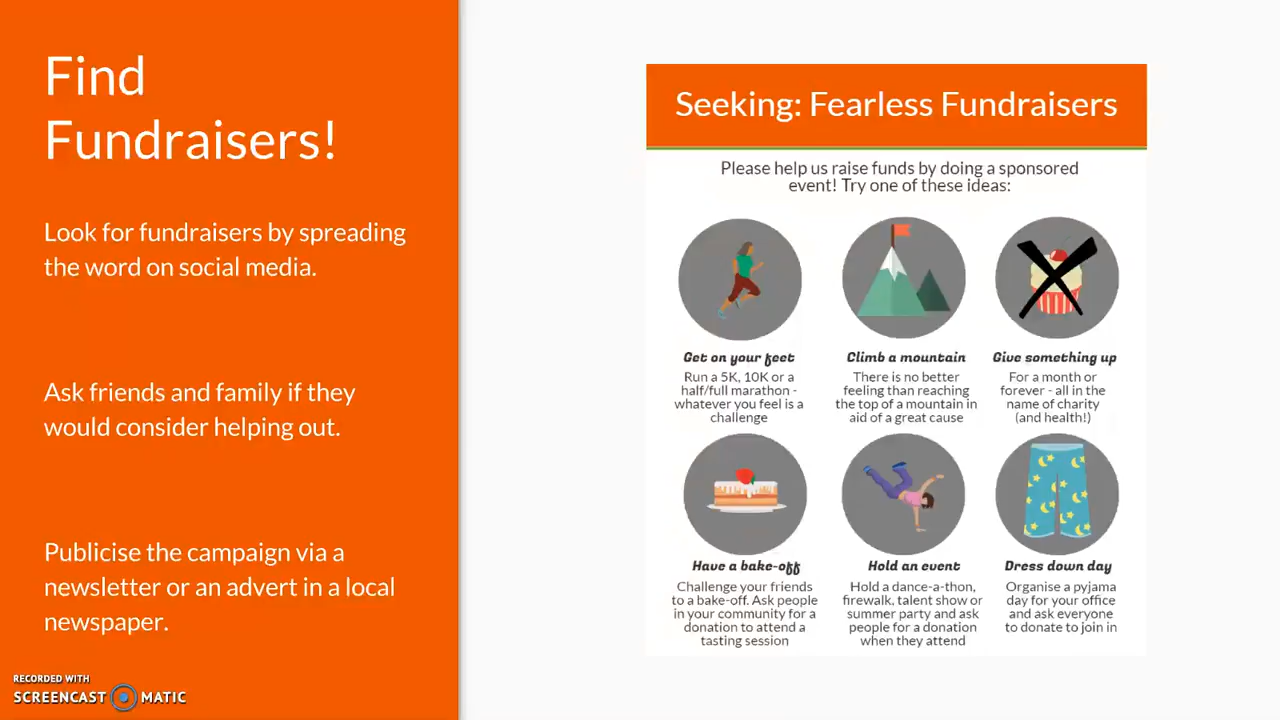 Find
Fundraisers!
Look for fundraisers by spreading
the word on social media.
Ask friends and family if they
would consider helping out.
Publicise the campaign via a
newsletter or an advert in a local
newspaper.
RECORDED WITH
SCREENCAST MATIC
Seeking: Fearless Fundraisers
Please help us raise funds by doing a sponsored
event! Try one of these ideas:
Get on your feet
Run a 5K, 10K or a
half/full marathon -
whatever you feel is a
challenge
Climb a mountain
There is no better
feeling than reaching
the top of a mountain in
aid of a great cause
Give something up
For a month or
forever - all in the
name of charity
(and health!)
Have a bake-off
Challenge your friends
to a bake-off. Ask people
in your community for a
donation to attend a
tasting session
Hold an event
Hold a dance-a-thon,
firewalk, talent show or
summer party and ask
people for a donation
when they attend
Dress down day
Organise a pyjama
day for your office
and ask everyone
to donate to join in